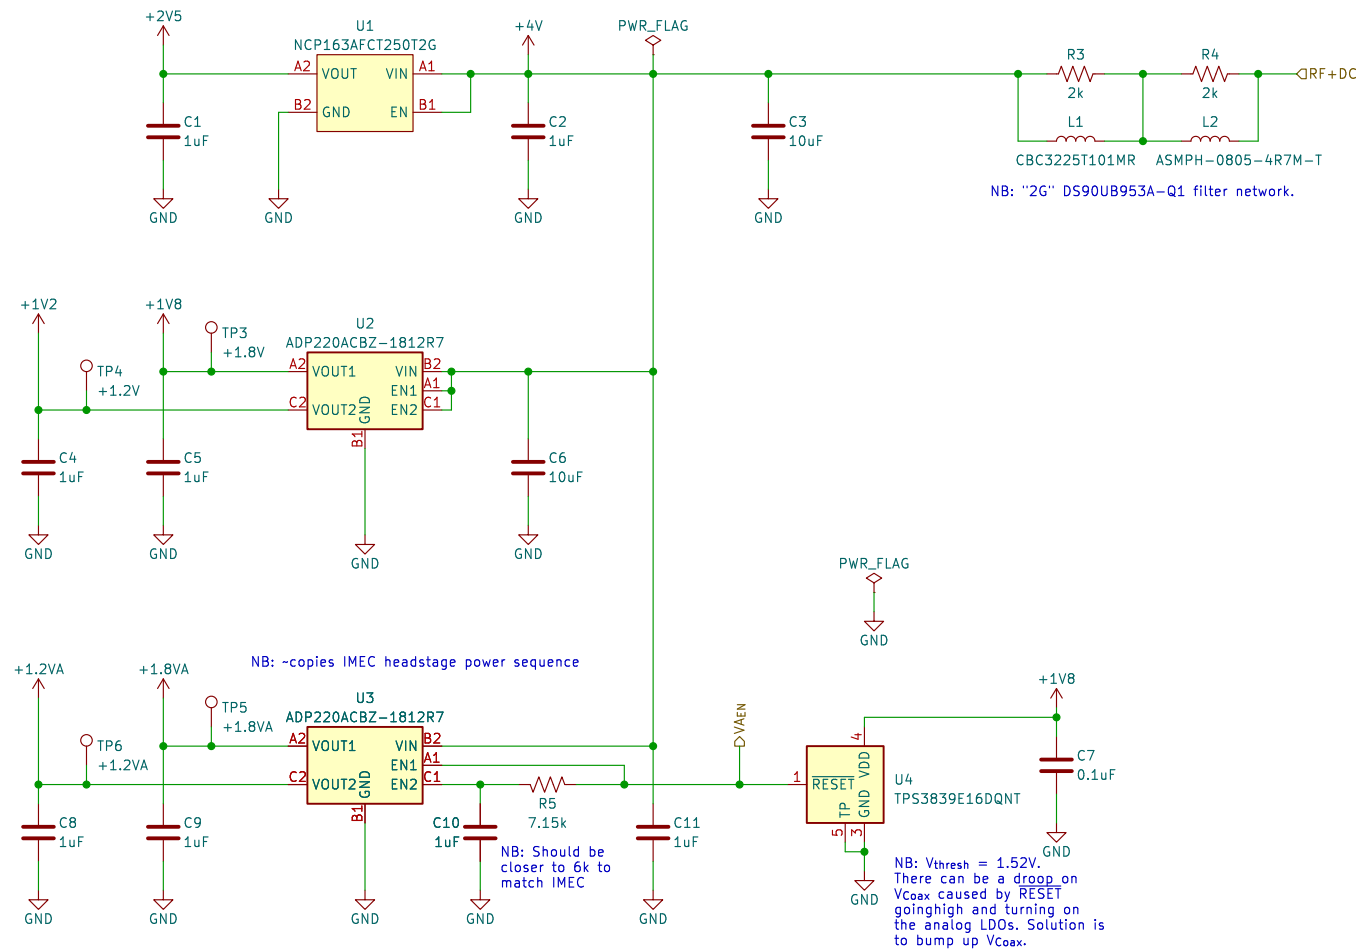 +2V5
U1
NCP163AFCT250T2G
A2 VOUT VIN A1
B2 GND EN B1
+4V
PWR_FLAG
C1
1uF
C2
1uF
C3
10uF
GND
GND
GND
GND
R3
2k
R4
2k
RF+DC
L1
CBC3225T101MR
L2
ASMPH-0805-4R7M-T
NB: "2G" DS90UB953A-Q1 filter network.
+1V2
+1V8
TP3
+1.8V
TP4
+1.2V
U2
ADP220ACBZ-1812R7
A2 VOUT1 VIN B2
EN1 A1
C2 VOUT2 GND EN2 C1
B1
C4
1uF
C5
1uF
C6
10uF
GND
GND
GND
GND
PWR_FLAG
GND
NB: ~copies IMEC headstage power sequence
+1.2VA
+1.8VA
TP5
+1.8VA
TP6
+1.2VA
U3
ADP220ACBZ-1812R7
A2 VOUT1 VIN B2
EN1 A1
C2 VOUT2 GND EN2 C1
B1
R5
7.15k
C8
1uF
C9
1uF
C10
1uF
C11
1uF
NB: Should be
closer to 6k to
match IMEC
GND
GND
GND
GND
GND
VAEN
+1V8
C7
0.1uF
GND
4
1 RESET VDD
TP GND
5 3
U4
TPS3839E16DQNT
GND
NB: Vthresh = 1.52V.
There can be a droop on
VCoax caused by RESET
goinghigh and turning on
the analog LDOs. Solution is
to bump up VCoax.